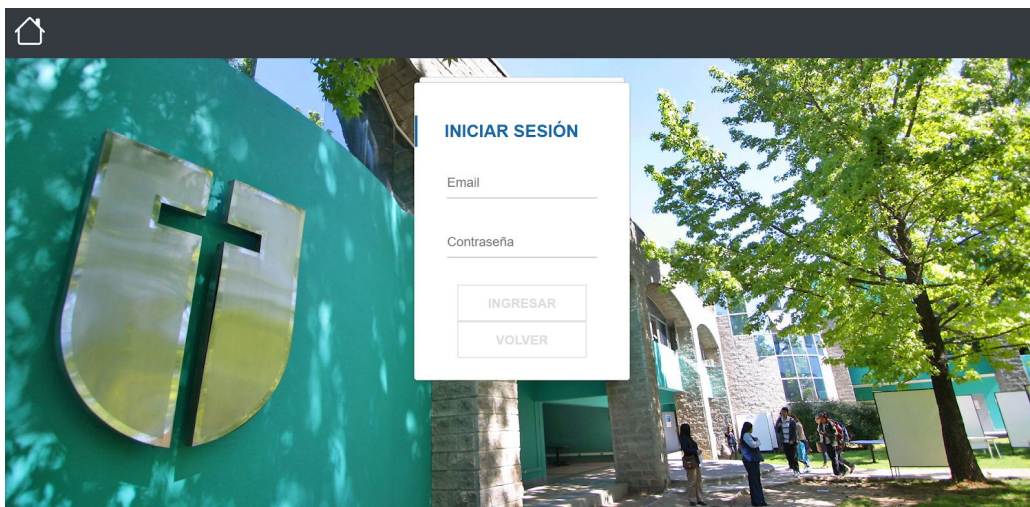 INICIAR SESIÓN
Email
Contraseña
INGRESAR
VOLVER